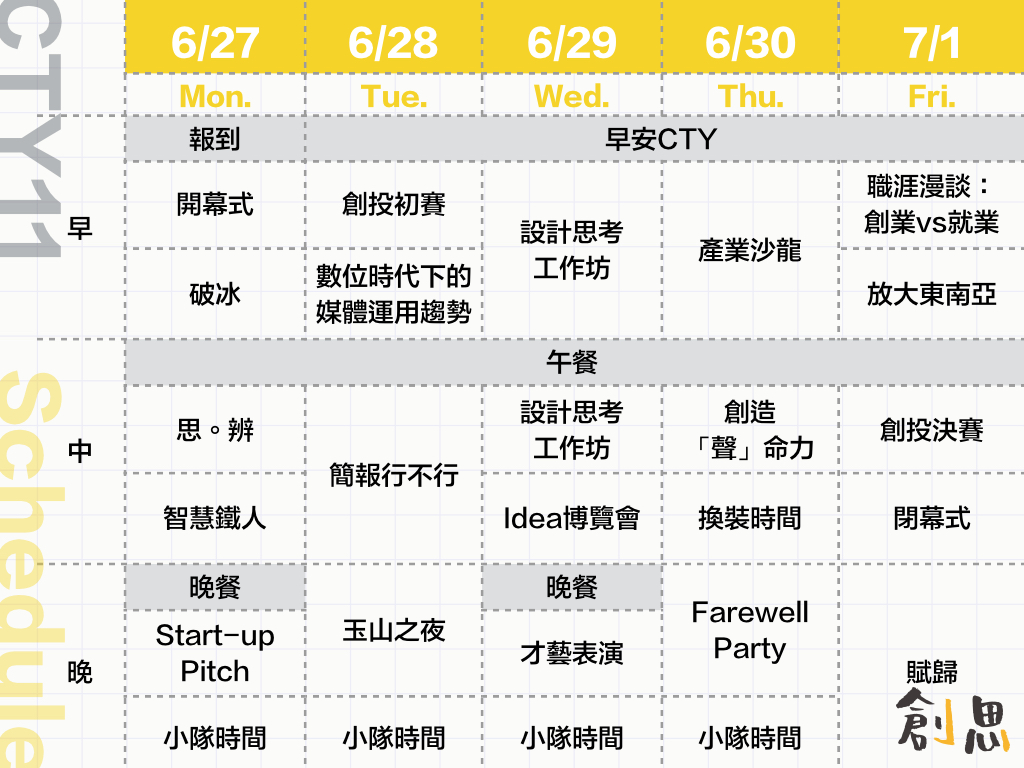 CTY11
Schedule
6/27
6/28
6/29
6/30
7/1
Mon.
Tue.
Wed.
Thu.
Fri.
報到
早安CTY
早
開幕式
創投初賽
設計思考
工作坊
產業沙龍
職涯漫談：
創業vs就業
破冰
數位時代下的
媒體運用趨勢
放大東南亞
午餐
中
思。辨
簡報行不行
設計思考
工作坊
創造
「聲」命力
創投決賽
智慧鐵人
Idea博覽會
換裝時間
閉幕式
晚
晚餐
玉山之夜
晚餐
Farewell
Party
賦歸
Start-up
Pitch
才藝表演
小隊時間
小隊時間
小隊時間
小隊時間
創思